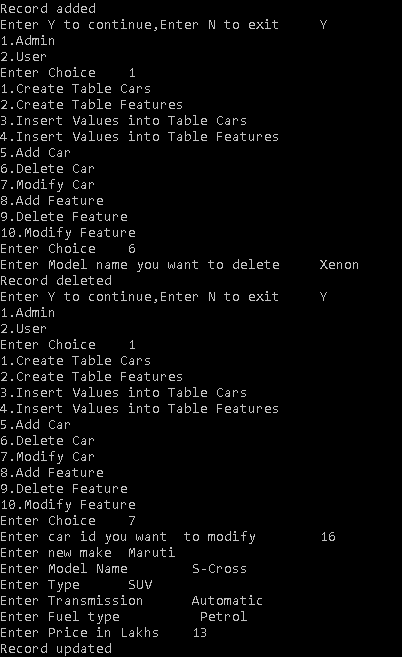 Record added
Enter Y to continue,Enter N to exit Y
1.Admin
2.User
Enter Choice 1
1.Create Table Cars
2.Create Table Features
3.Insert Values into Table Cars
4.Insert Values into Table Features
5.Add Car
6.Delete Car
7.Modify Car
8.Add Feature
9.Delete Feature
10.Modify Feature
Enter Choice 6
Enter Model name you want to delete Xenon
Record deleted
Enter Y to continue,Enter N to exit Y
1.Admin
2.User
Enter Choice 1
1.Create Table Cars
2.Create Table Features
3.Insert Values into Table Cars
4.Insert Values into Table Features
5.Add Car
6.Delete Car
7.Modify Car
8.Add Feature
9.Delete Feature
10.Modify Feature
Enter Choice 7
Enter car id you want to modify 16
Enter new make Maruti
Enter Model Name S-Cross
Enter Type SUV
Enter Transmission Automatic
Enter Fuel type Petrol
Enter Price in Lakhs 13
Record updated